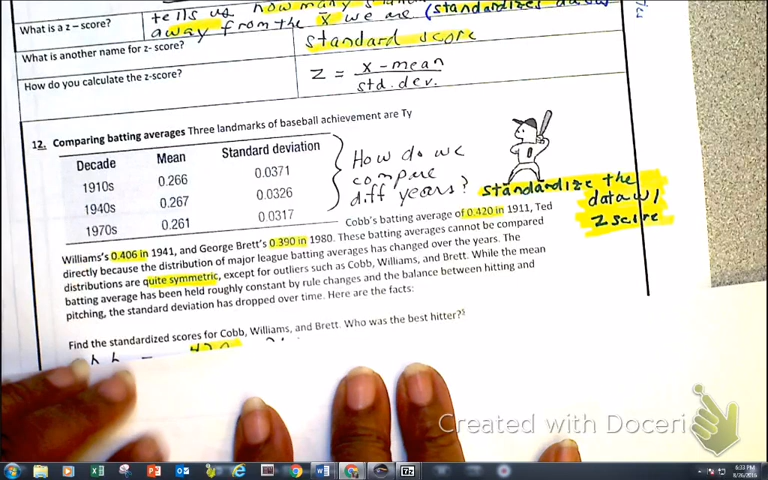 tells us how many stan
(standardizes data)
What is a z – score?
away from the x̄ we are
What is another name for z- score?
standard score
How do you calculate the z-score?
z = x - mean
std. dev.
12. Comparing batting averages Three landmarks of baseball achievement are Ty
Decade Mean Standard deviation
1910s 0.266 0.0371
1940s 0.267 0.0326
1970s 0.261 0.0317
How do we
compare
diff years?
standardize the
data w/
z score
Cobb's batting average of 0.420 in 1911, Ted
Williams's 0.406 in 1941, and George Brett's 0.390 in 1980. These batting averages cannot be compared
directly because the distribution of major league batting averages has changed over the years. The
distributions are quite symmetric, except for outliers such as Cobb, Williams, and Brett. While the mean
batting average has been held roughly constant by rule changes and the balance between hitting and
pitching, the standard deviation has dropped over time. Here are the facts:
Find the standardized scores for Cobb, Williams, and Brett. Who was the best hitter?
Created with Doceri
6:33 PM
8/26/2016